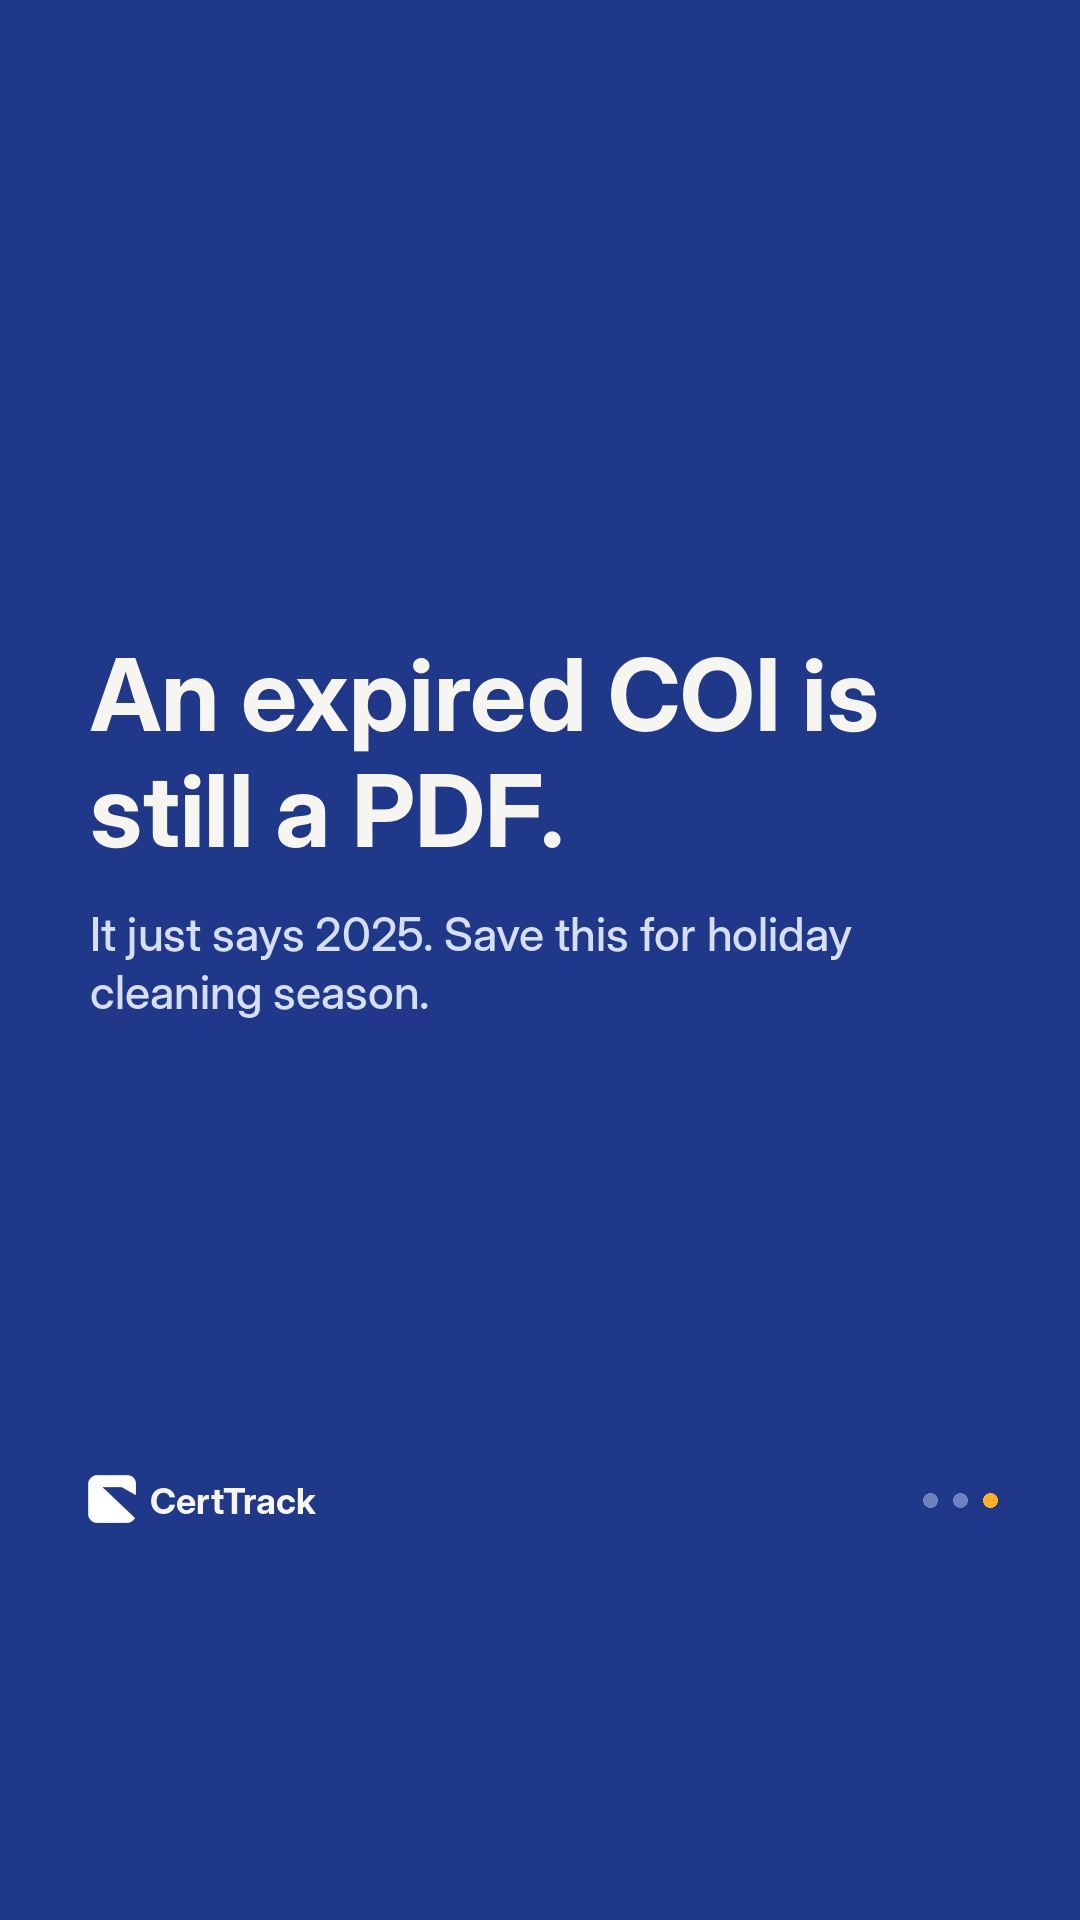 An expired COI is
still a PDF.
It just says 2025. Save this for holiday
cleaning season.
CertTrack